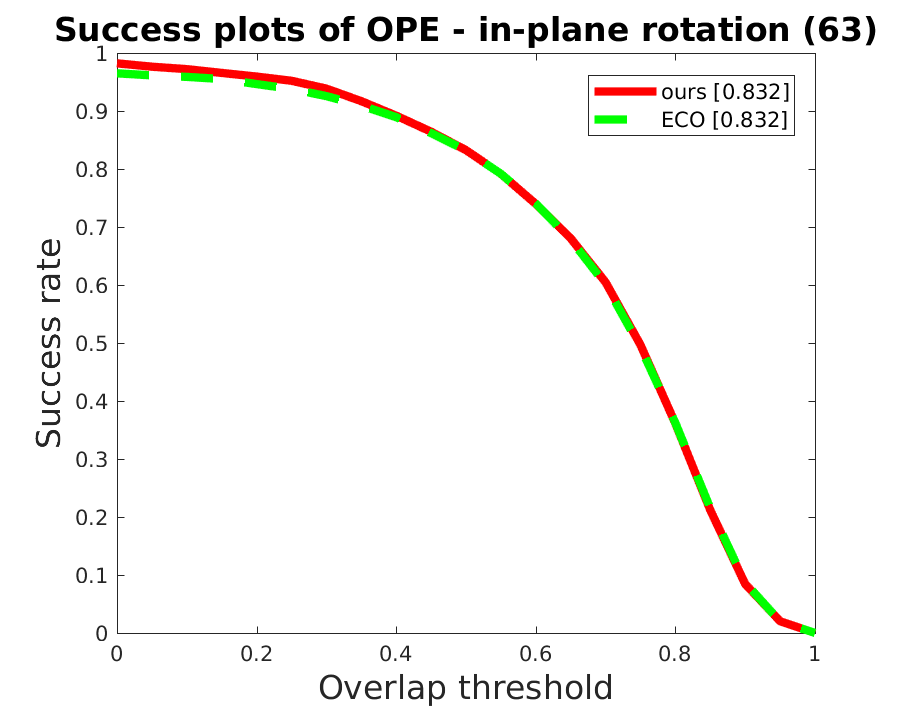 Success plots of OPE - in-plane rotation (63)
ours [0.832]
ECO [0.832]
Success rate
1
0.9
0.8
0.7
0.6
0.5
0.4
0.3
0.2
0.1
0
0 0.2 0.4 0.6 0.8 1
Overlap threshold